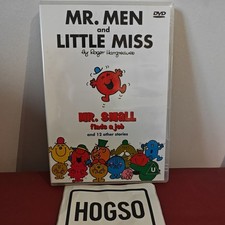 DVD
MR. MEN
and
LITTLE MISS
By Roger Hargreaves
MR. SMALL
finds a job
and 12 other stories
HOGSO